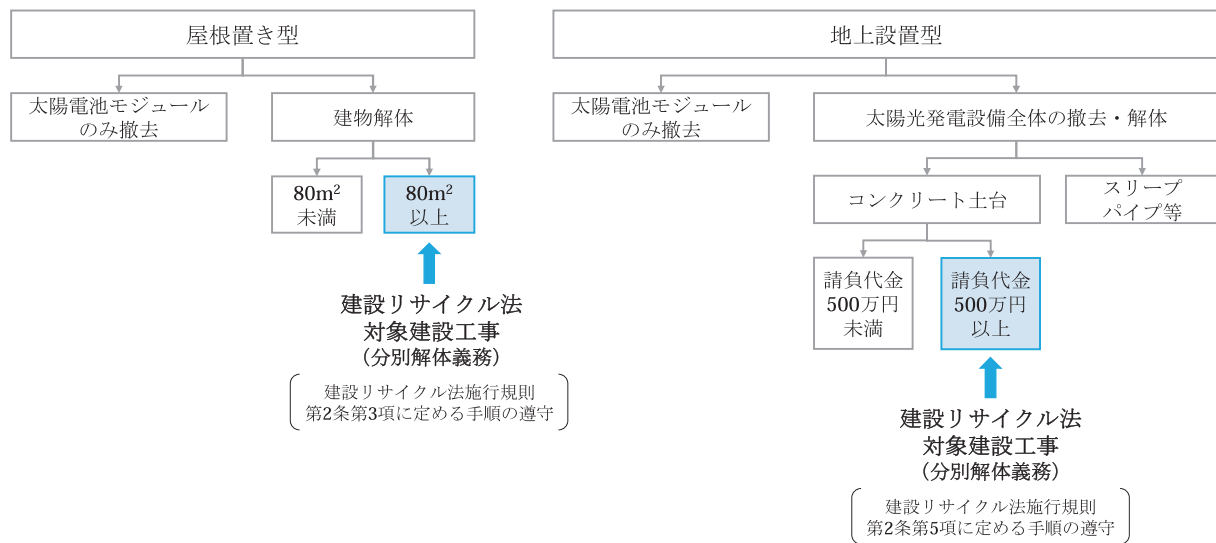 屋根置き型
太陽電池モジュール
のみ撤去
建物解体
80m²
未満
80m²
以上
建設リサイクル法
対象建設工事
（分別解体義務）
建設リサイクル法施行規則
第2条第3項に定める手順の遵守
地上設置型
太陽電池モジュール
のみ撤去
太陽光発電設備全体の撤去・解体
コンクリート土台
スリーブ
パイプ等
請負代金
500万円
未満
請負代金
500万円
以上
建設リサイクル法
対象建設工事
（分別解体義務）
建設リサイクル法施行規則
第2条第5項に定める手順の遵守